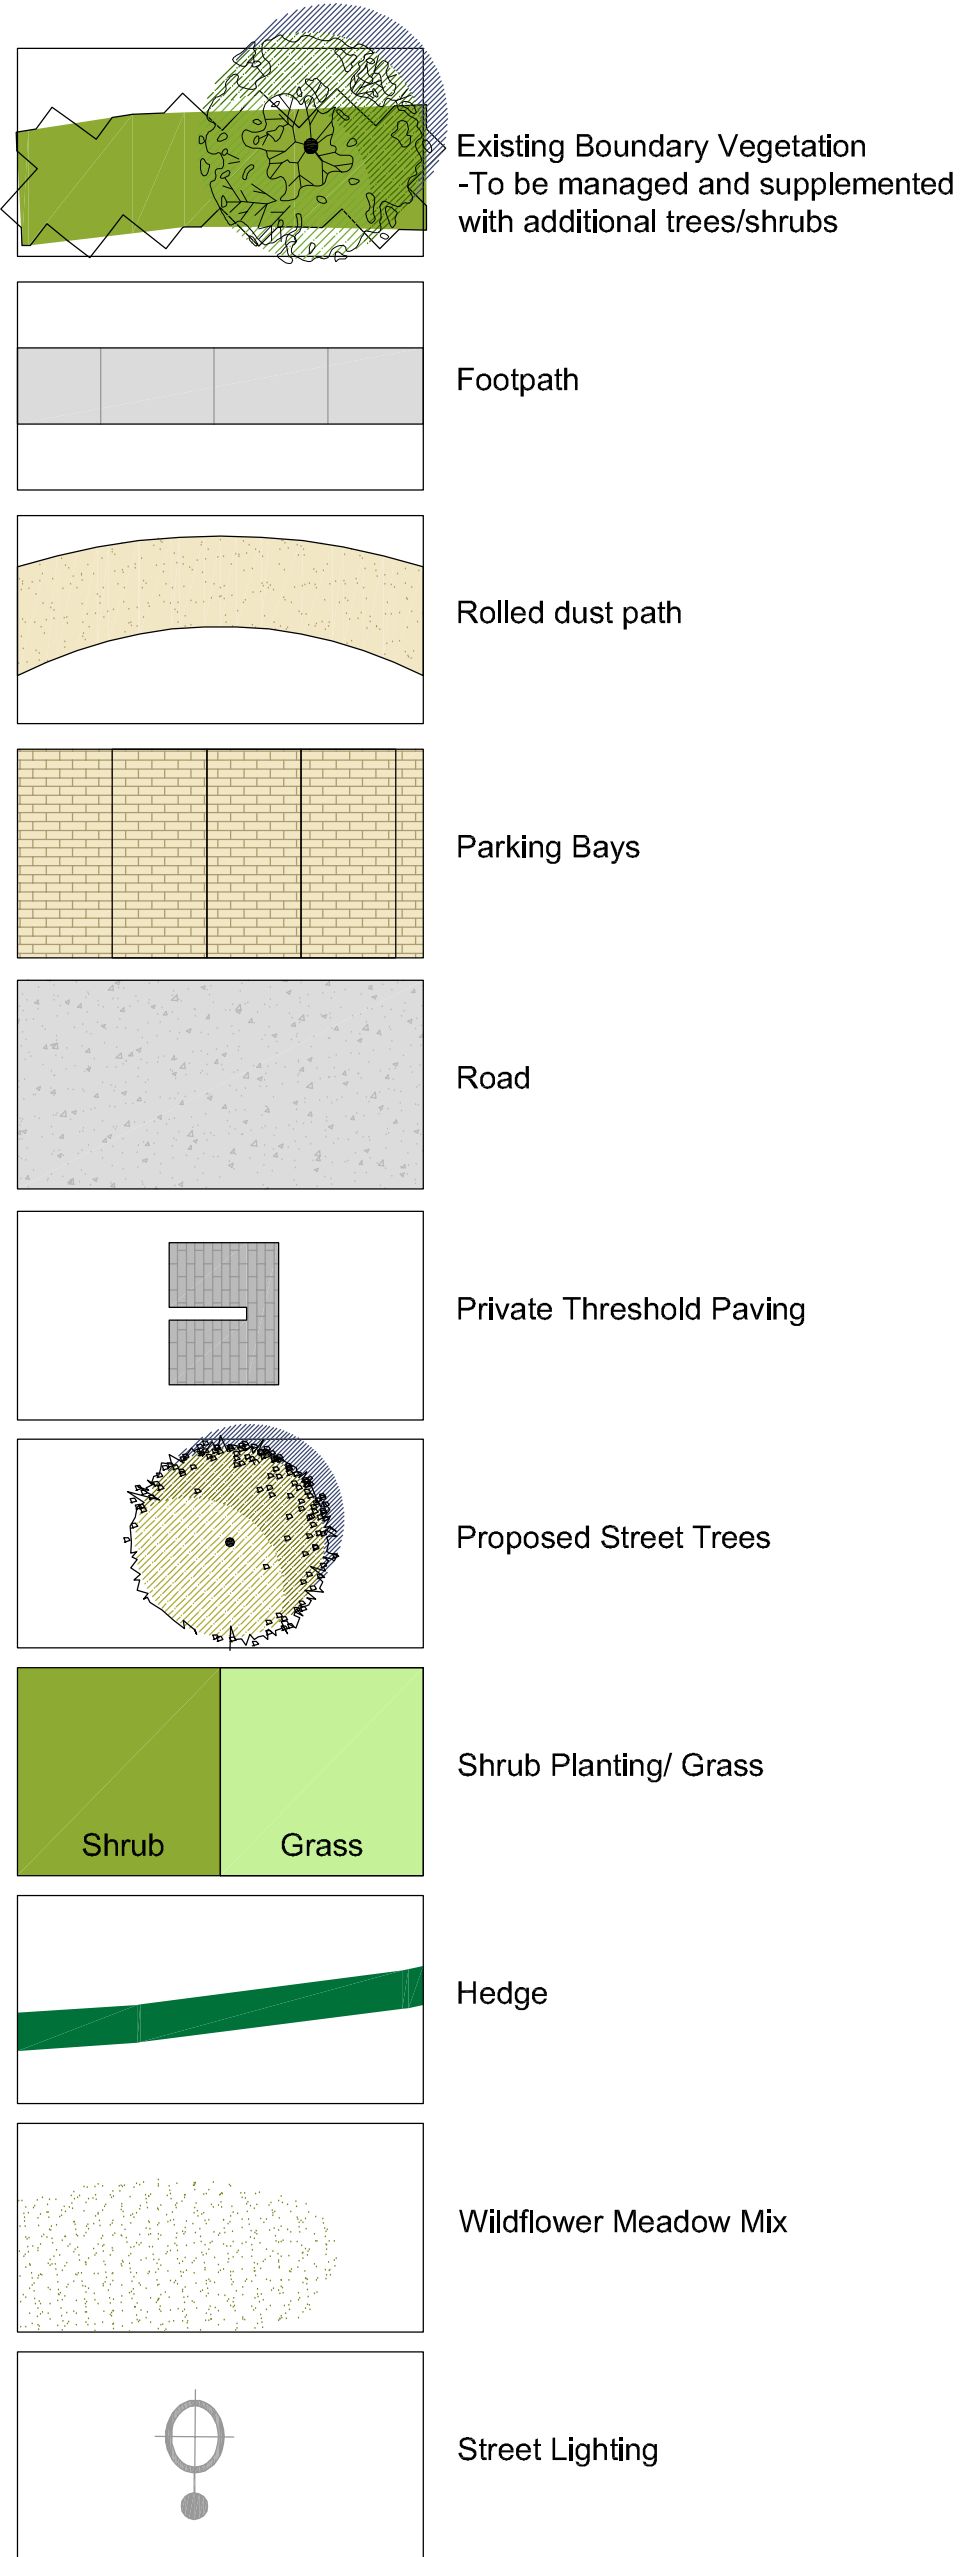 Existing Boundary Vegetation
-To be managed and supplemented
with additional trees/shrubs
Footpath
Rolled dust path
Parking Bays
Road
Private Threshold Paving
Proposed Street Trees
Shrub Planting/ Grass
Shrub
Grass
Hedge
Wildflower Meadow Mix
Street Lighting